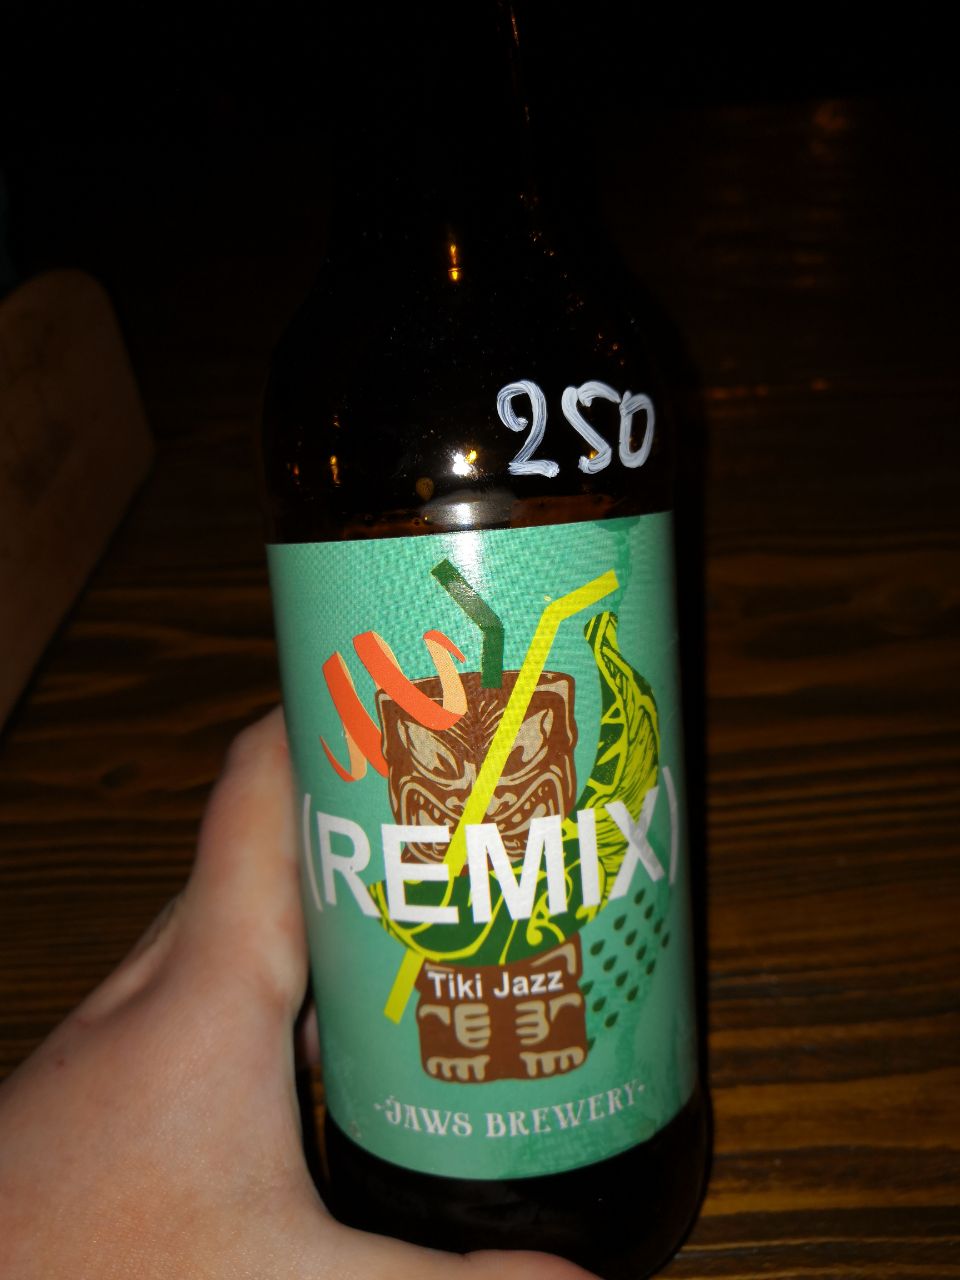 250
(REMIX)
Tiki Jazz
-JAWS BREWERY-